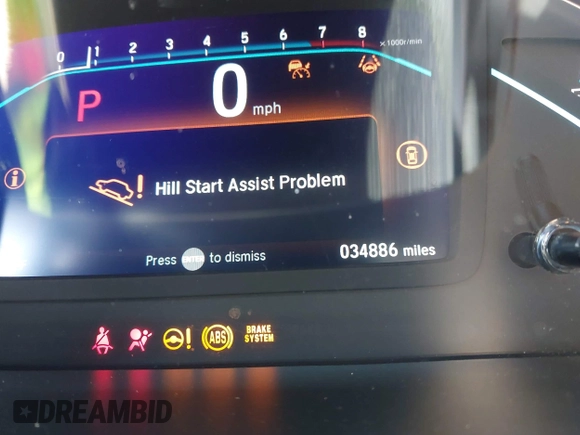 0 1 2 3 4 5 6 7 8 x1000r/min
P 0 mph
i
! Hill Start Assist Problem
Press ENTER to dismiss 034886 miles
! ABS BRAKE
SYSTEM
DREAMBID